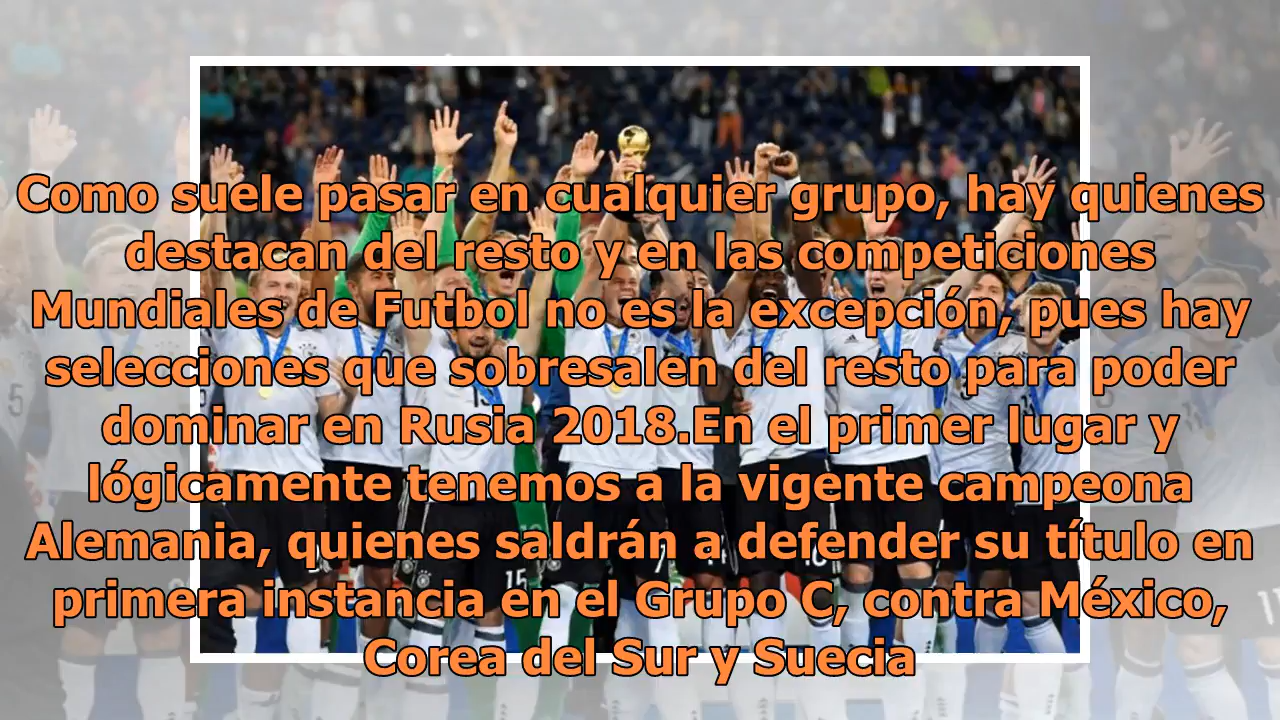 Como suele pasar en cualquier grupo, hay quienes
destacan del resto y en las competiciones
Mundiales de Futbol no es la excepción, pues hay
selecciones que sobresalen del resto para poder
dominar en Rusia 2018.En el primer lugar y
lógicamente tenemos a la vigente campeona
Alemania, quienes saldrán a defender su título en
primera instancia en el Grupo C, contra México,
Corea del Sur y Suecia
15